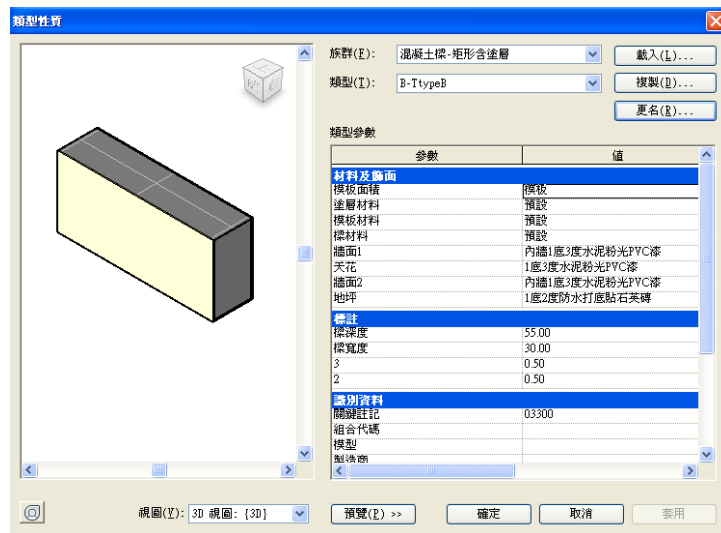 類型性質
族群(F): 混凝土樑-矩形含塗層 載入(L)...
類型(T): B-TtypeB 複製(D)...
更名(R)...
類型參數
參數 值
材料及飾面
模板面積 模板
塗層材料 預設
模板材料 預設
樑材料 預設
牆面1 內牆1底3度水泥粉光PVC漆
天花 1底3度水泥粉光PVC漆
牆面2 內牆1底3度水泥粉光PVC漆
地坪 1底2度防水打底貼石英磚
標註
樑深度 55.00
樑寬度 30.00
3 0.50
2 0.50
識別資料
關鍵註記 03300
組合代碼
模型
製造商
視圖(V): 3D 視圖: {3D} 預覽(P) >> 確定 取消 套用